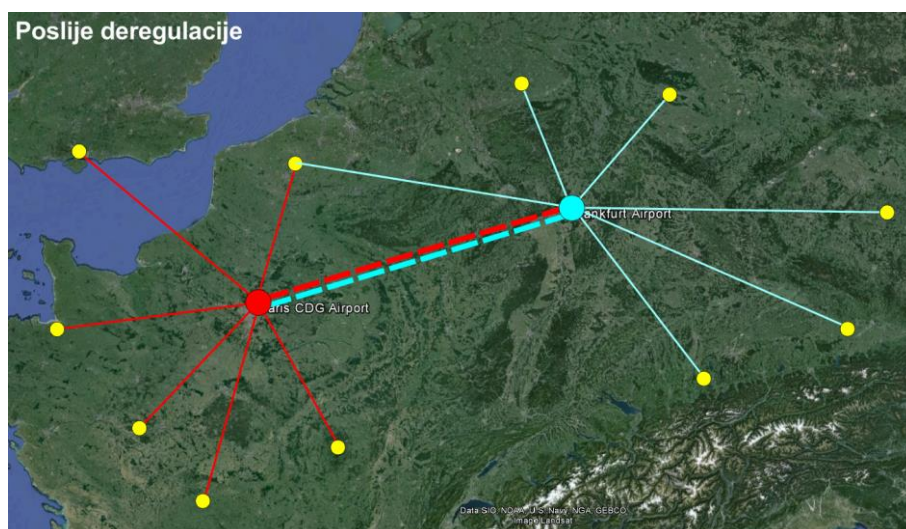 Poslije deregulacije
ankfurt Airport
aris CDG Airport
Data SIO, NOAA, U.S. Navy, NGA, GEBCO
Image Landsat